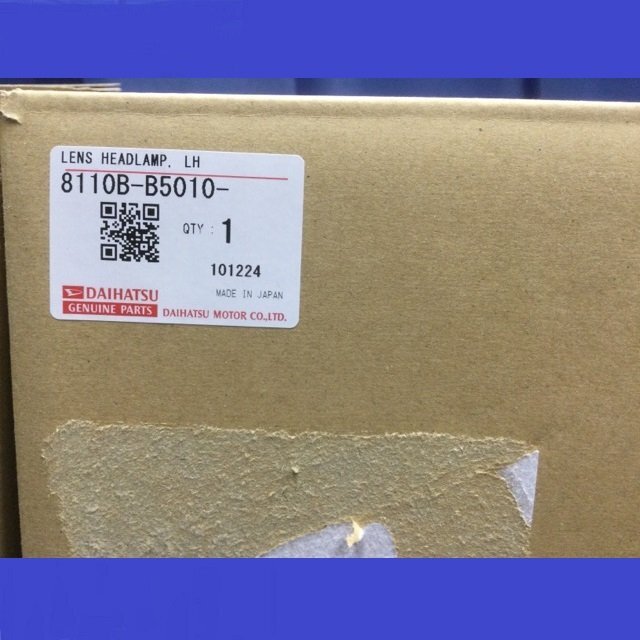 LENS HEADLAMP, LH
8110B-B5010-
QTY : 1
101224
MADE IN JAPAN
DAIHATSU
GENUINE PARTS
DAIHATSU MOTOR CO.,LTD.